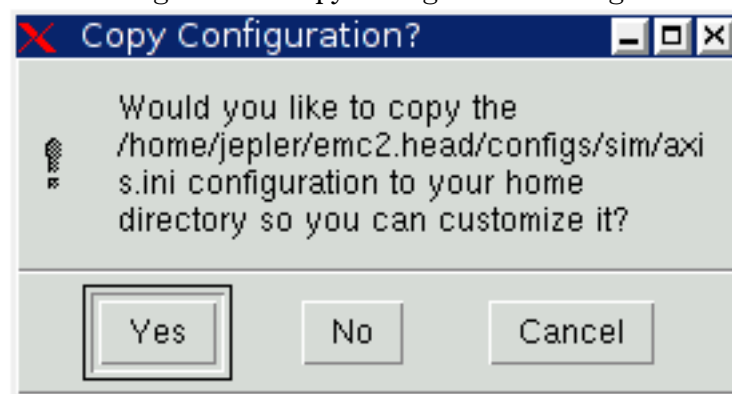 Copy Configuration?
Would you like to copy the
/home/jepler/emc2.head/configs/sim/axi
s.ini configuration to your home
directory so you can customize it?
Yes No Cancel